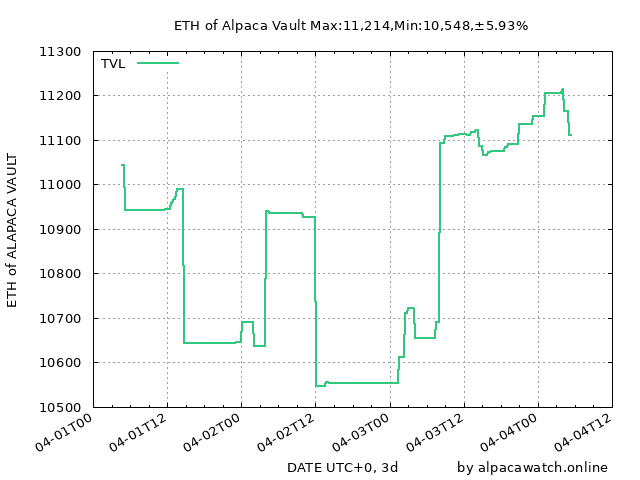 ETH of Alpaca Vault Max:11,214,Min:10,548,±5.93%
TVL
ETH of ALAPACA VAULT
11300
11200
11100
11000
10900
10800
10700
10600
10500
04-01T00
04-01T12
04-02T00
04-02T12
04-03T00
04-03T12
04-04T00
04-04T12
DATE UTC+0, 3d
by alpacawatch.online